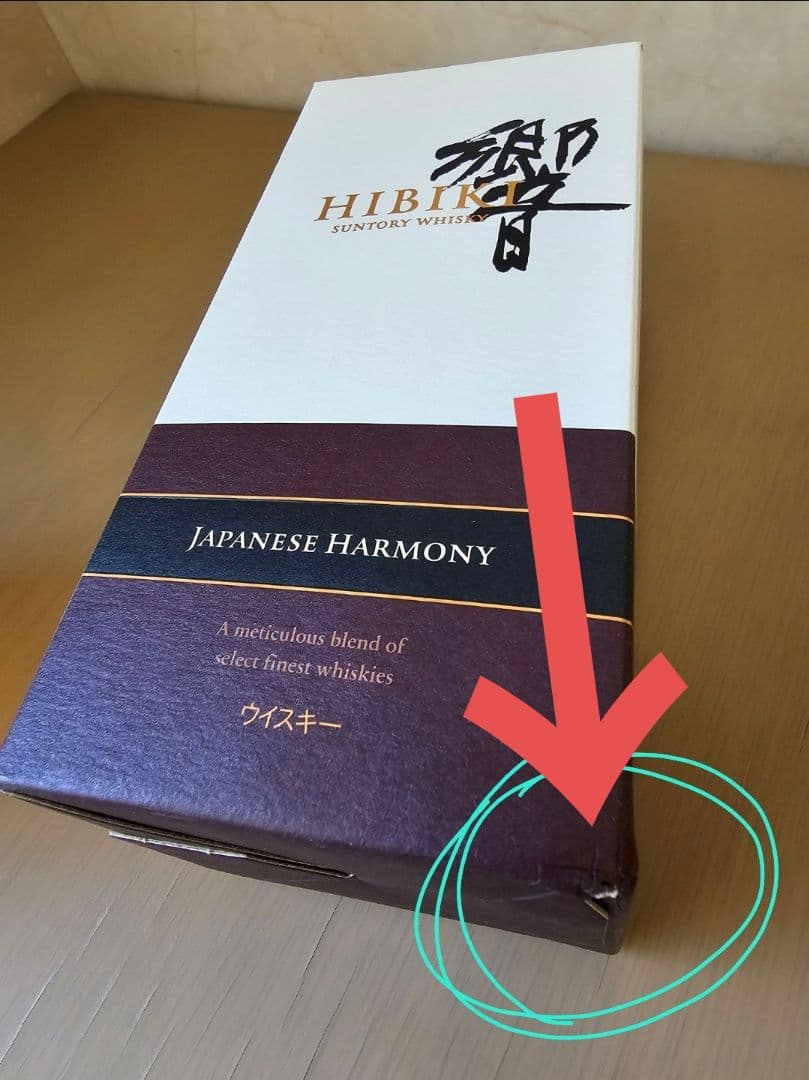 響
HIBIKI
SUNTORY WHISKY
JAPANESE HARMONY
A meticulous blend of
select finest whiskies
ウイスキー